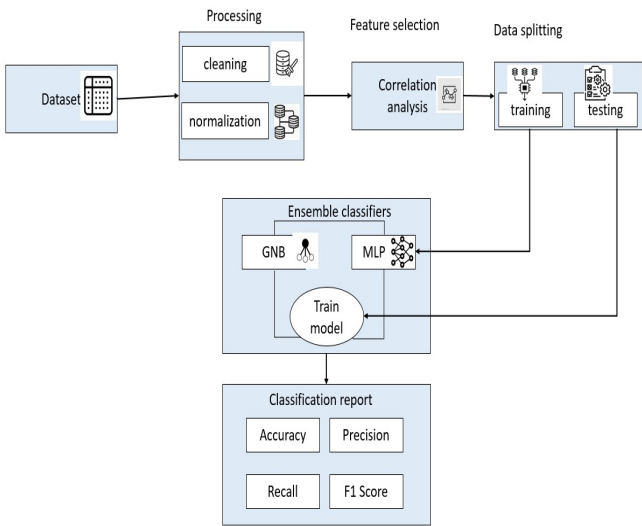 Processing
Feature selection
Data splitting
Dataset
cleaning
normalization
Correlation
analysis
training
testing
Ensemble classifiers
GNB
MLP
Train
model
Classification report
Accuracy
Precision
Recall
F1 Score